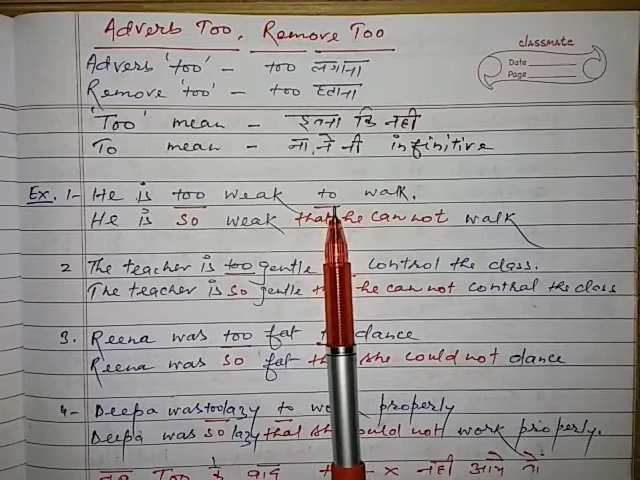 Adverb Too, Remove Too
classmate
Date
Page
Adverb 'too' - too लगाना
Remove 'too' - too हटाना
'Too' mean - इतना कि नहीं
To mean - ना, ने नी infinitive
Ex. 1- He is too weak to walk.
He is so weak that he can not walk
2 The teacher is too gentle control the class.
The teacher is so gentle he can not control the class
3. Reena was too fat dance
Reena was so fat she could not dance
4- Deepa was too lazy to properly
Deepa was so lazy that not work properly.
Too के बाद × नहीं आये तो